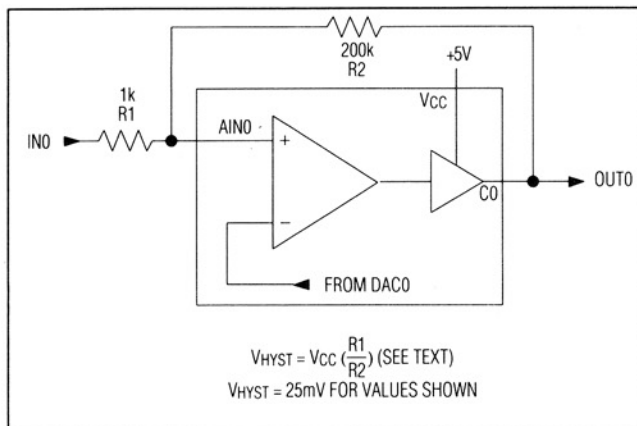 200k
R2
+5V
1k
R1
VCC
IN0
AIN0
+
C0
OUT0
−
FROM DAC0
VHYST = VCC (R1/R2) (SEE TEXT)
VHYST = 25mV FOR VALUES SHOWN